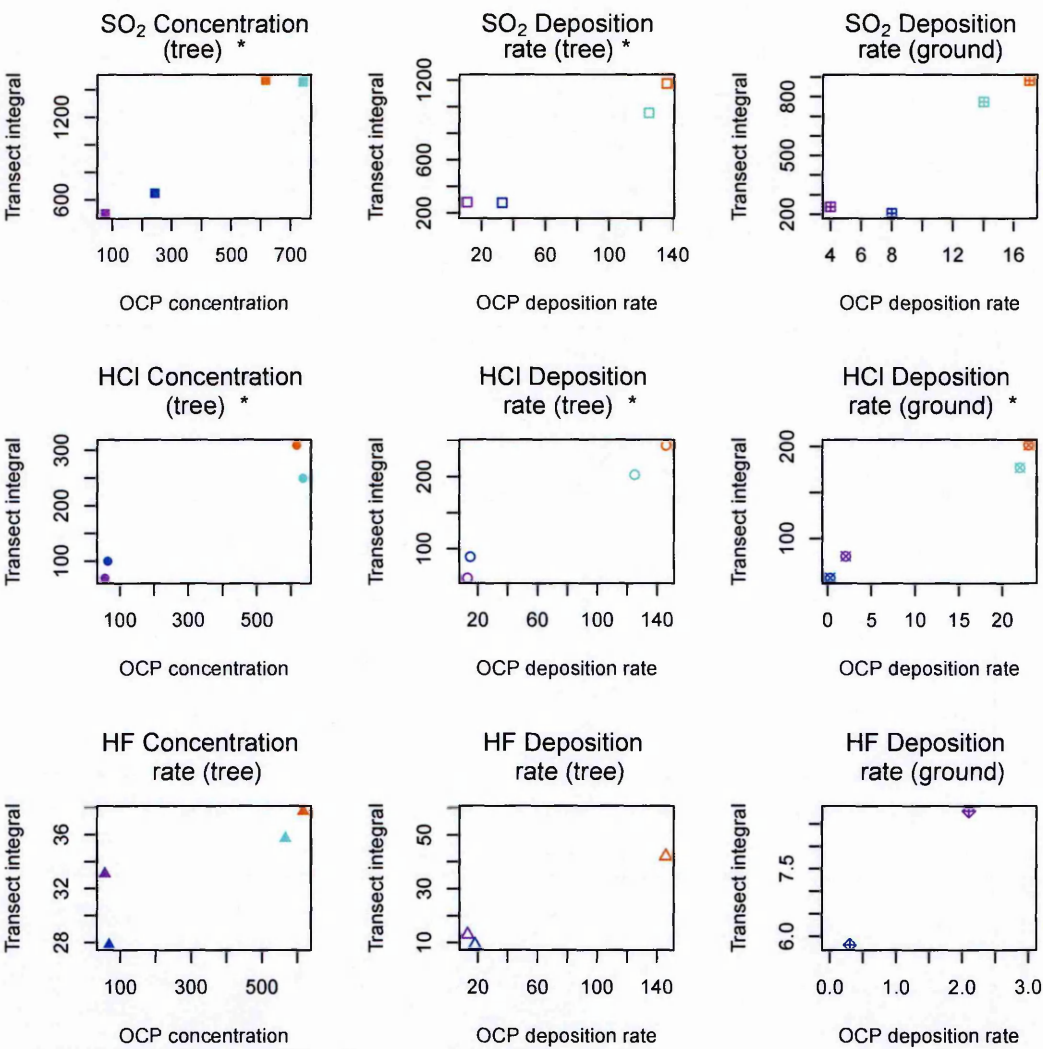 SO2 Concentration
(tree) *
Transect integral
600 1200
100 300 500 700
OCP concentration
SO2 Deposition
rate (tree) *
Transect integral
200 600 1200
20 60 100 140
OCP deposition rate
SO2 Deposition
rate (ground)
Transect integral
200 500 800
4 6 8 12 16
OCP deposition rate
HCl Concentration
(tree) *
Transect integral
100 200 300
100 300 500
OCP concentration
HCl Deposition
rate (tree) *
Transect integral
100 200
20 60 100 140
OCP deposition rate
HCl Deposition
rate (ground) *
Transect integral
100 200
0 5 10 15 20
OCP deposition rate
HF Concentration
rate (tree)
Transect integral
28 32 36
100 300 500
OCP concentration
HF Deposition
rate (tree)
Transect integral
10 30 50
20 60 100 140
OCP deposition rate
HF Deposition
rate (ground)
Transect integral
6.0 7.5
0.0 1.0 2.0 3.0
OCP deposition rate